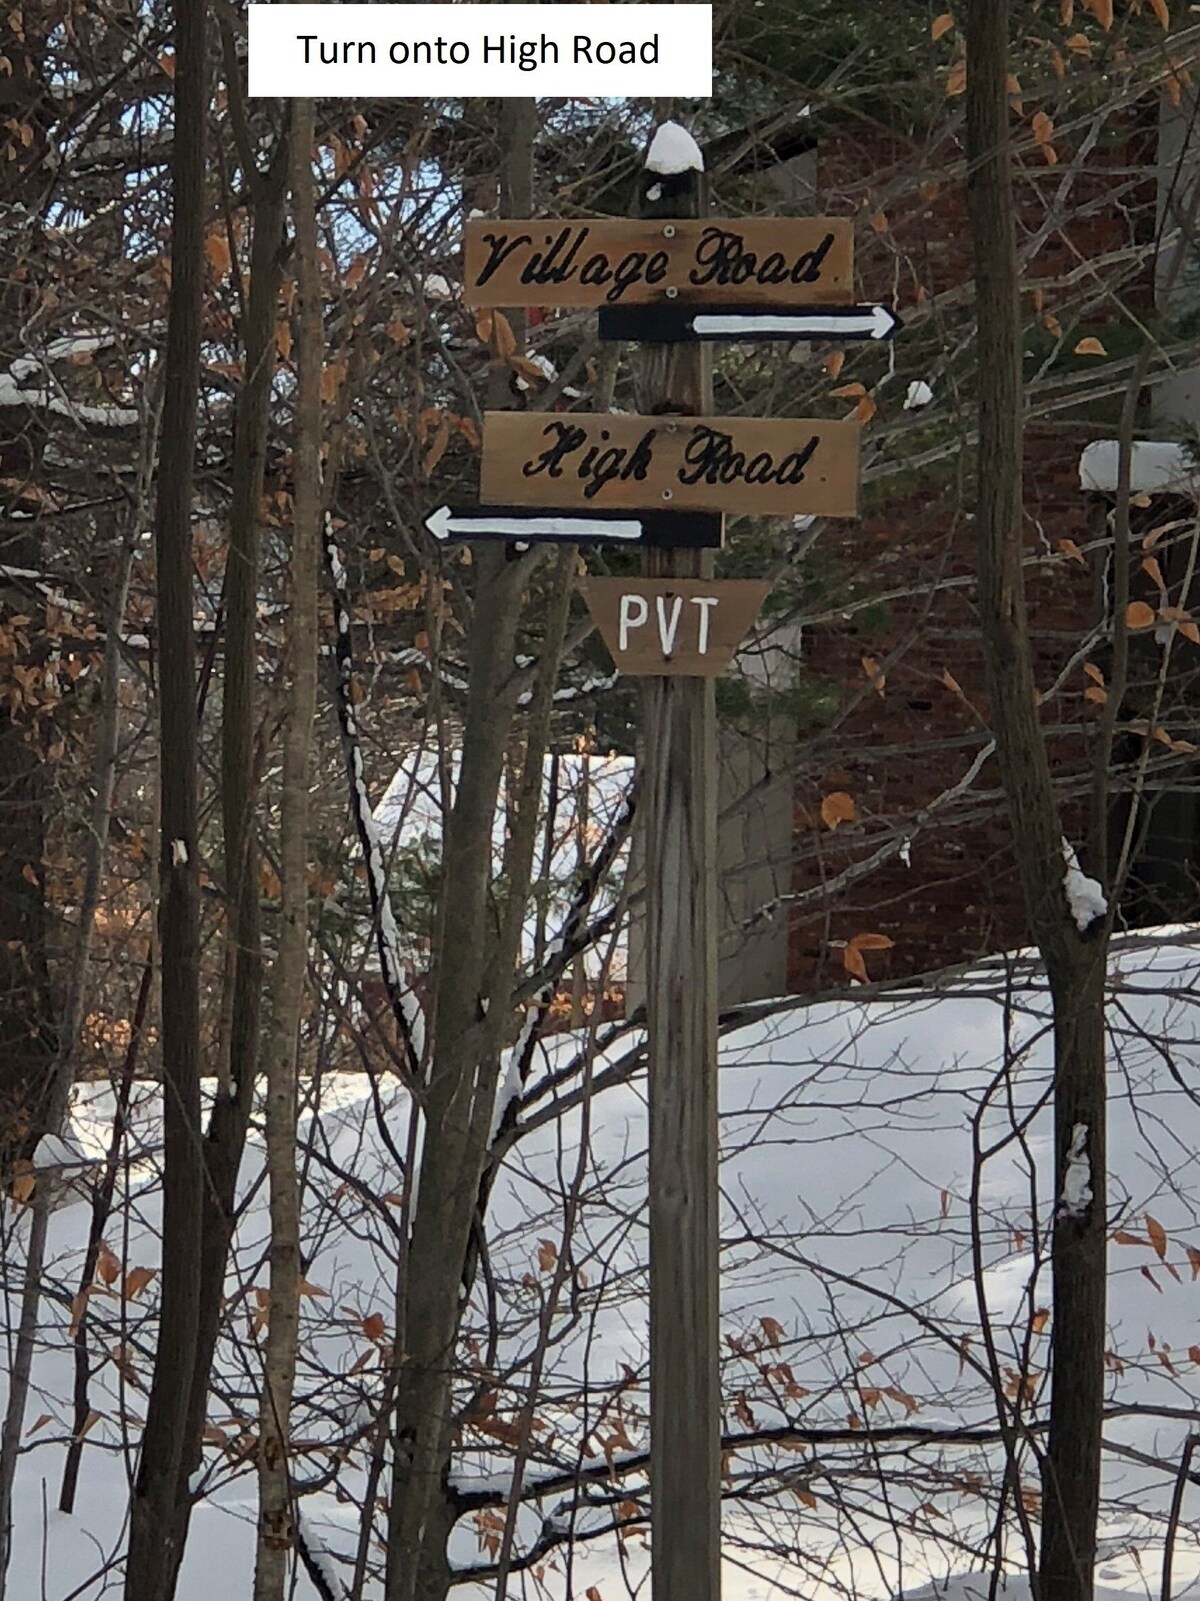 Turn onto High Road
Village Road
High Road
PVT